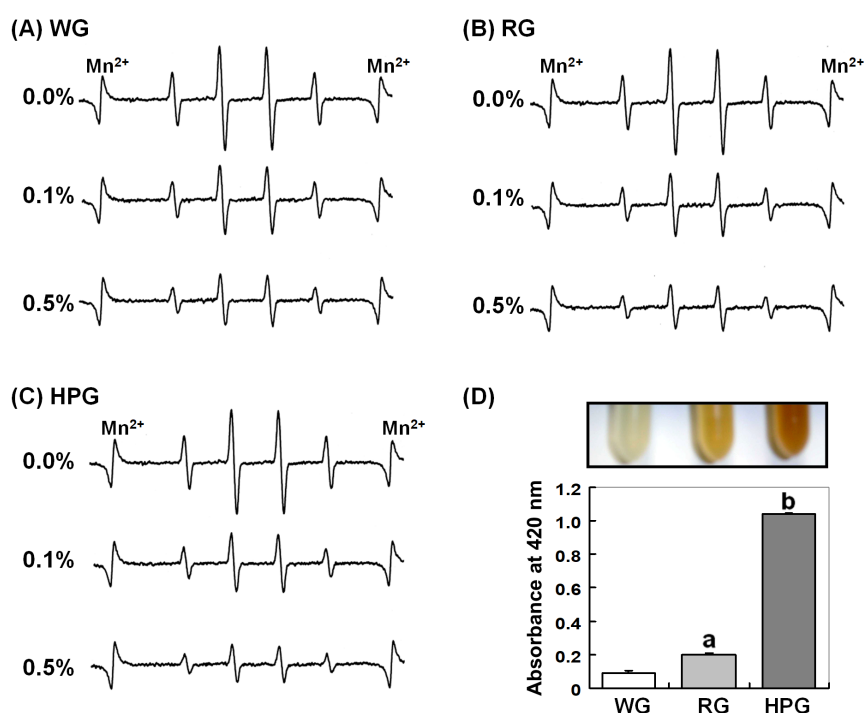 (A) WG
Mn²⁺ Mn²⁺
0.0%
0.1%
0.5%
(B) RG
Mn²⁺ Mn²⁺
0.0%
0.1%
0.5%
(C) HPG
Mn²⁺ Mn²⁺
0.0%
0.1%
0.5%
(D)
Absorbance at 420 nm
1.2
1.0
0.8
0.6
0.4
0.2
0
a
b
WG RG HPG